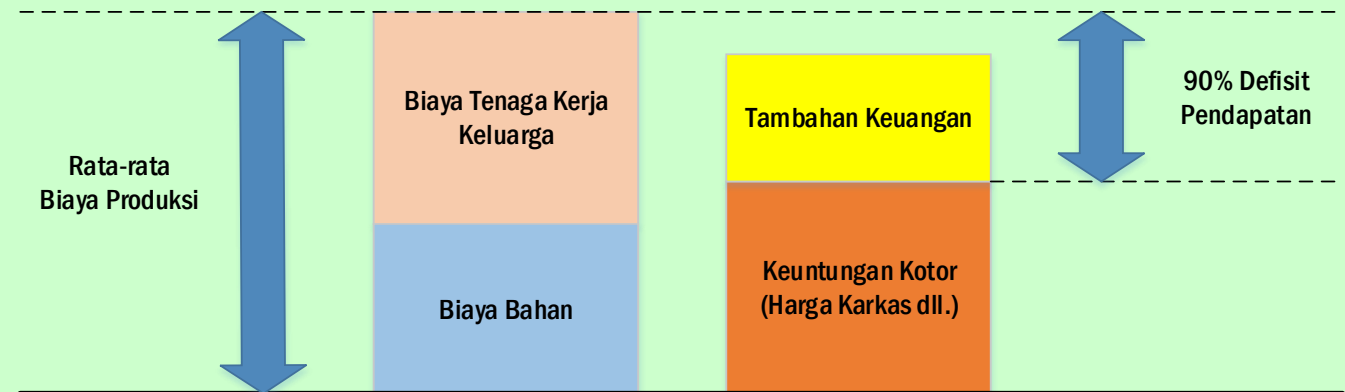 Rata-rata
Biaya Produksi
Biaya Tenaga Kerja
Keluarga
Biaya Bahan
Tambahan Keuangan
Keuntungan Kotor
(Harga Karkas dll.)
90% Defisit
Pendapatan